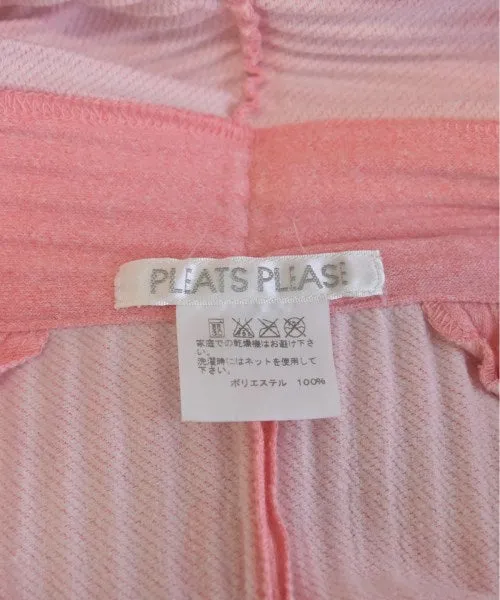 PLEATS PLEASE
家庭での乾燥機はお避け下
さい。
洗濯時にはネットを使用して
下さい。
ポリエステル 100%